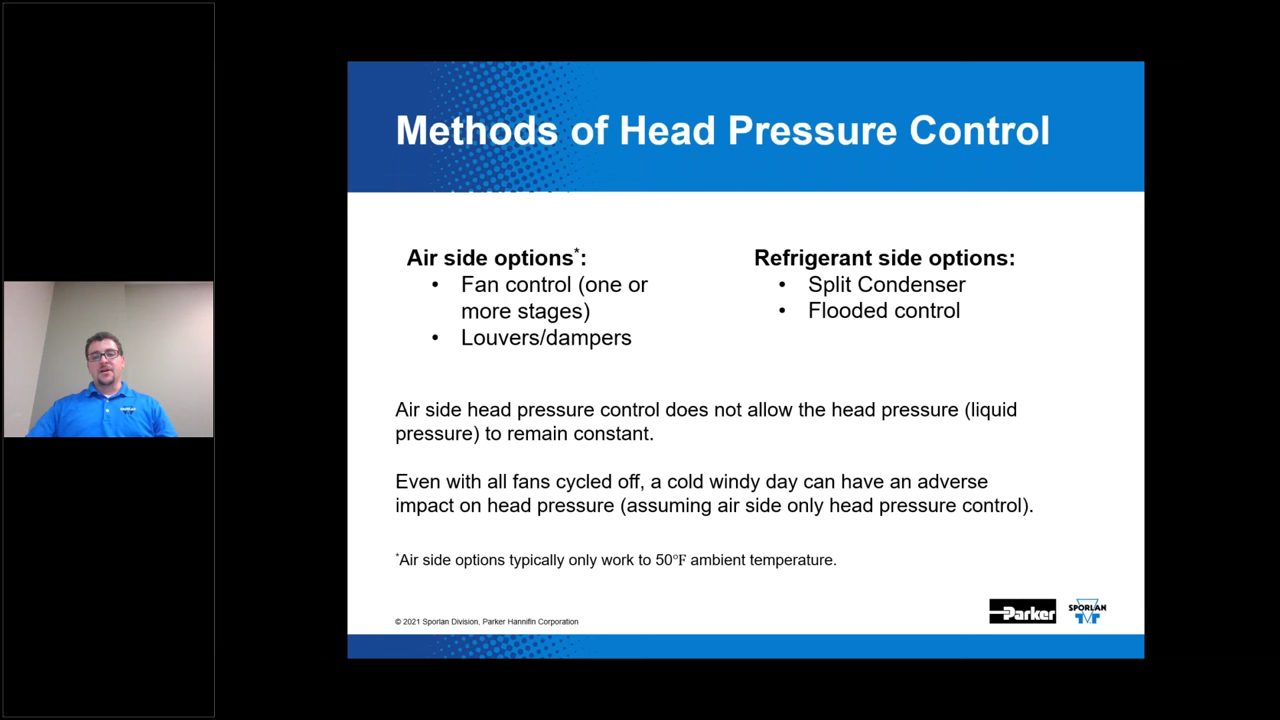 Methods of Head Pressure Control
Air side options*:
• Fan control (one or
more stages)
• Louvers/dampers
Refrigerant side options:
• Split Condenser
• Flooded control
Air side head pressure control does not allow the head pressure (liquid
pressure) to remain constant.
Even with all fans cycled off, a cold windy day can have an adverse
impact on head pressure (assuming air side only head pressure control).
*Air side options typically only work to 50°F ambient temperature.
© 2021 Sporlan Division, Parker Hannifin Corporation
Parker
SPORLAN
SPORLAN